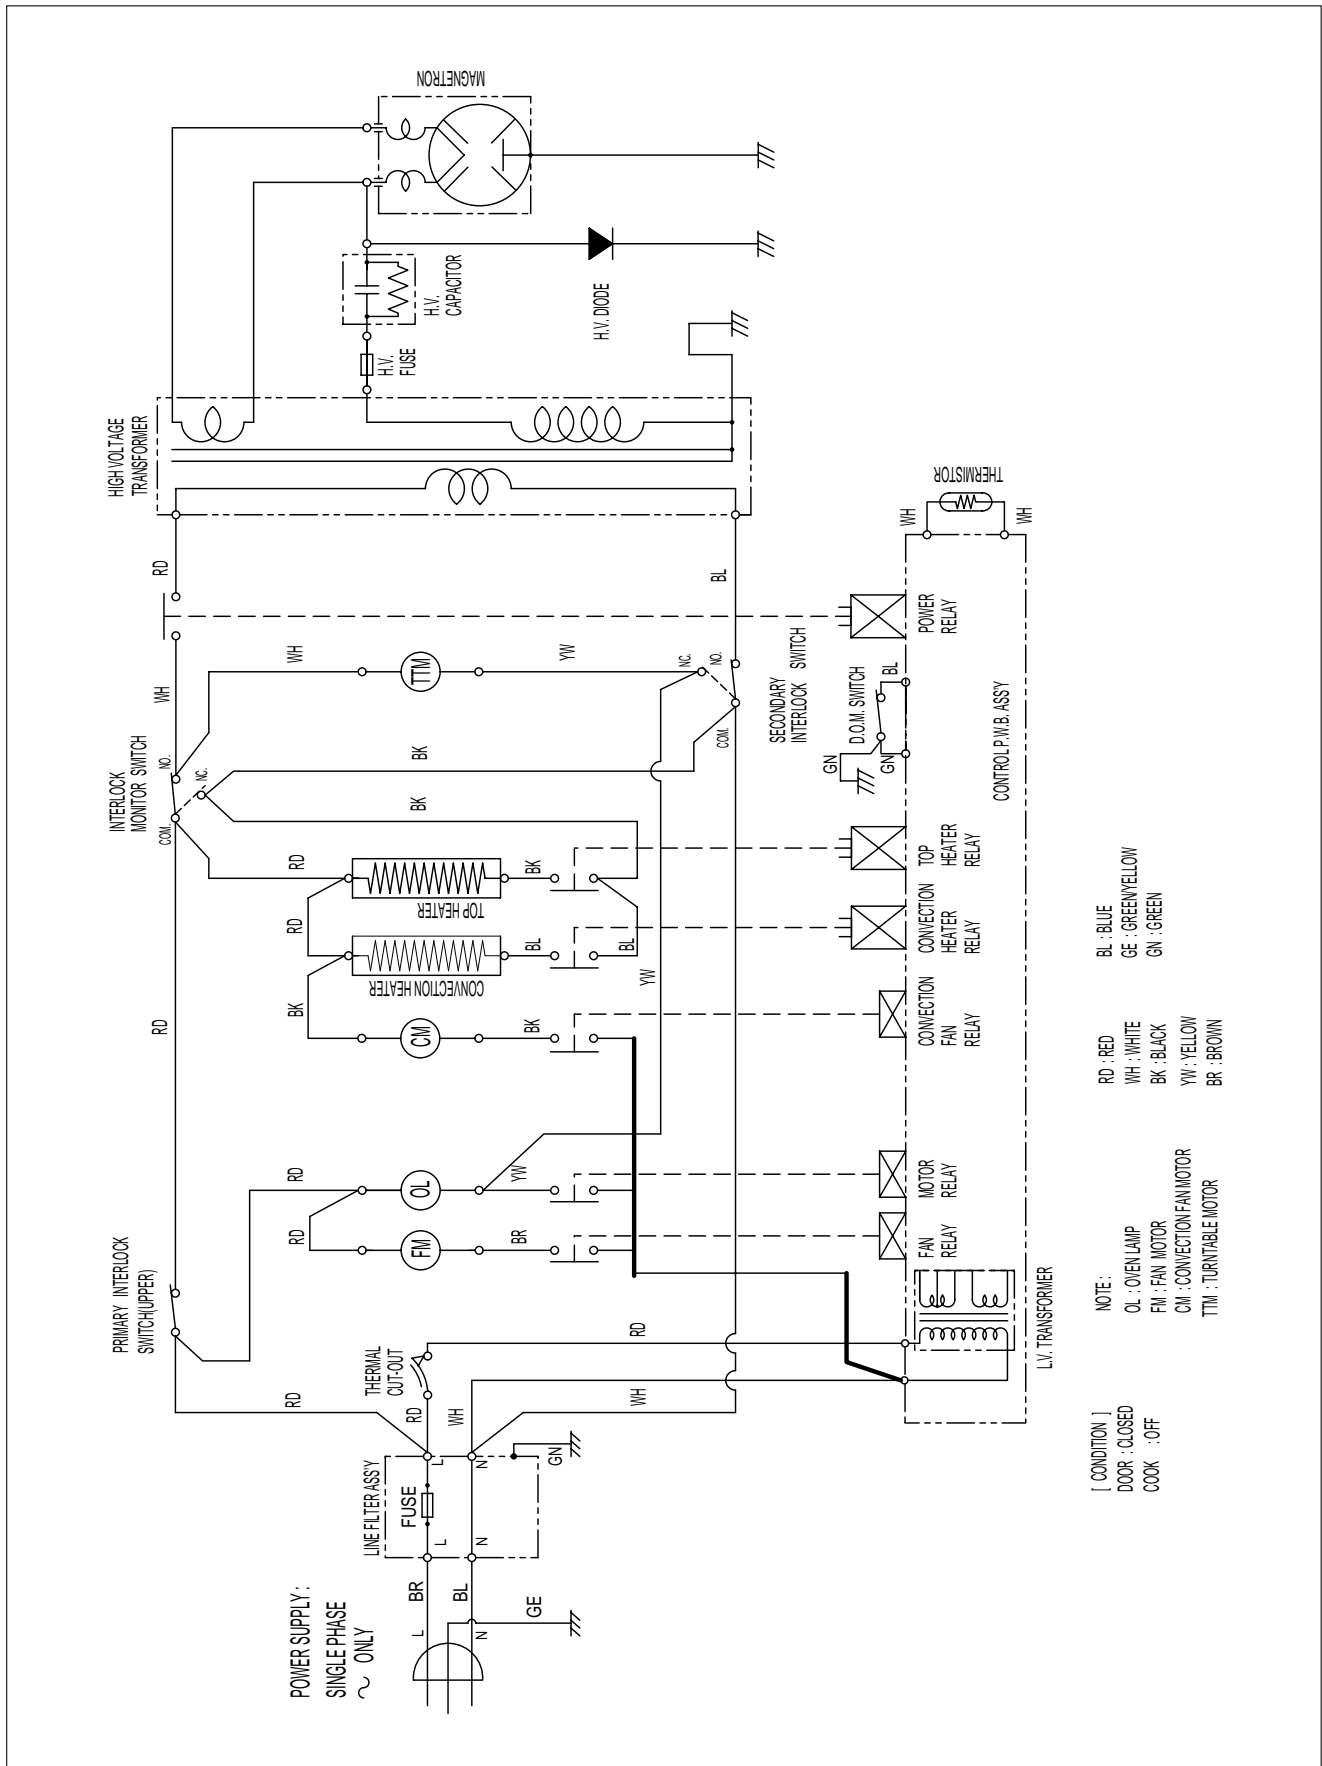 POWER SUPPLY :
SINGLE PHASE
~ ONLY
L
N
BR
BL
GE
LINE FILTER ASS'Y
FUSE
L
N
L
N
GN
RD
WH
RD
WH
THERMAL
CUT-OUT
RD
PRIMARY INTERLOCK
SWITCH(UPPER)
RD
RD
FM
OL
BR
YW
RD
BK
CM
BK
CONVECTION HEATER
TOP HEATER
RD
RD
BL
BK
BL
YW
INTERLOCK
MONITOR SWITCH
COM.
NO.
NC.
BK
BK
WH
WH
TTM
YW
COM.
NC.
NO.
SECONDARY
INTERLOCK SWITCH
RD
BL
HIGH VOLTAGE
TRANSFORMER
H.V.
FUSE
H.V.
CAPACITOR
H.V. DIODE
MAGNETRON
L.V. TRANSFORMER
FAN
RELAY
MOTOR
RELAY
CONVECTION
FAN
RELAY
CONVECTION
HEATER
RELAY
TOP
HEATER
RELAY
CONTROL P.W.B. ASS'Y
GN
GN
D.O.M. SWITCH
BL
POWER
RELAY
WH
WH
THERMISTOR
[ CONDITION ]
DOOR : CLOSED
COOK : OFF
NOTE :
OL : OVEN LAMP
FM : FAN MOTOR
CM : CONVECTION FAN MOTOR
TTM : TURNTABLE MOTOR
RD : RED
WH : WHITE
BK : BLACK
YW : YELLOW
BR : BROWN
BL : BLUE
GE : GREEN/YELLOW
GN : GREEN